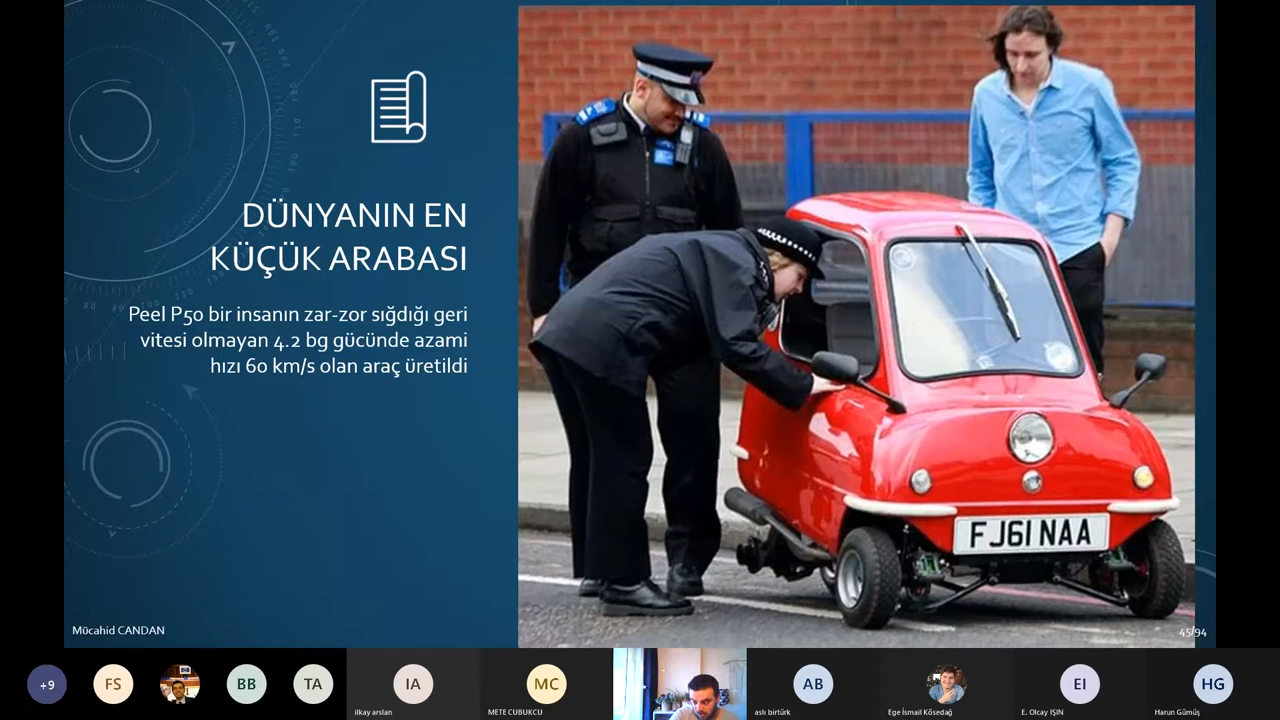 DÜNYANIN EN
KÜÇÜK ARABASI
Peel P50 bir insanın zar-zor sığdığı geri
vitesi olmayan 4.2 bg gücünde azami
hızı 60 km/s olan araç üretildi
FJ61 NAA
Mücahid CANDAN
45/94
+9
FS
BB
TA
IA
ilkay arslan
MC
METE CUBUKCU
AB
aslı birtürk
Ege İsmail Kösedağ
EI
E. Olcay IŞIN
HG
Harun Gümüş